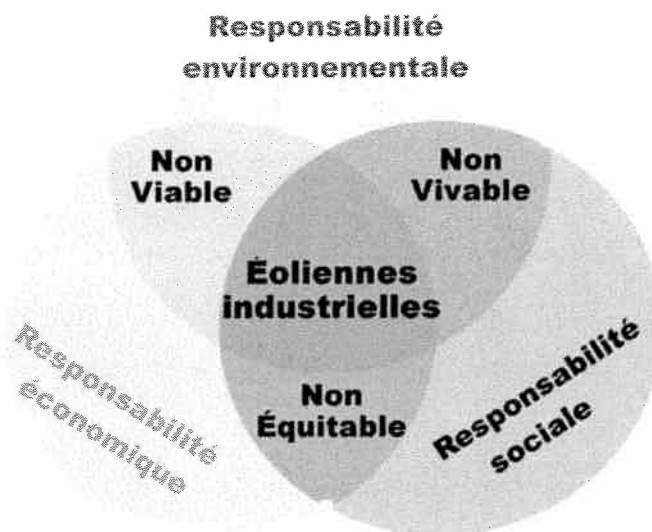 Responsabilité
environnementale
Non
Viable
Non
Vivable
Éoliennes
industrielles
Responsabilité
économique
Non
Équitable
Responsabilité
sociale